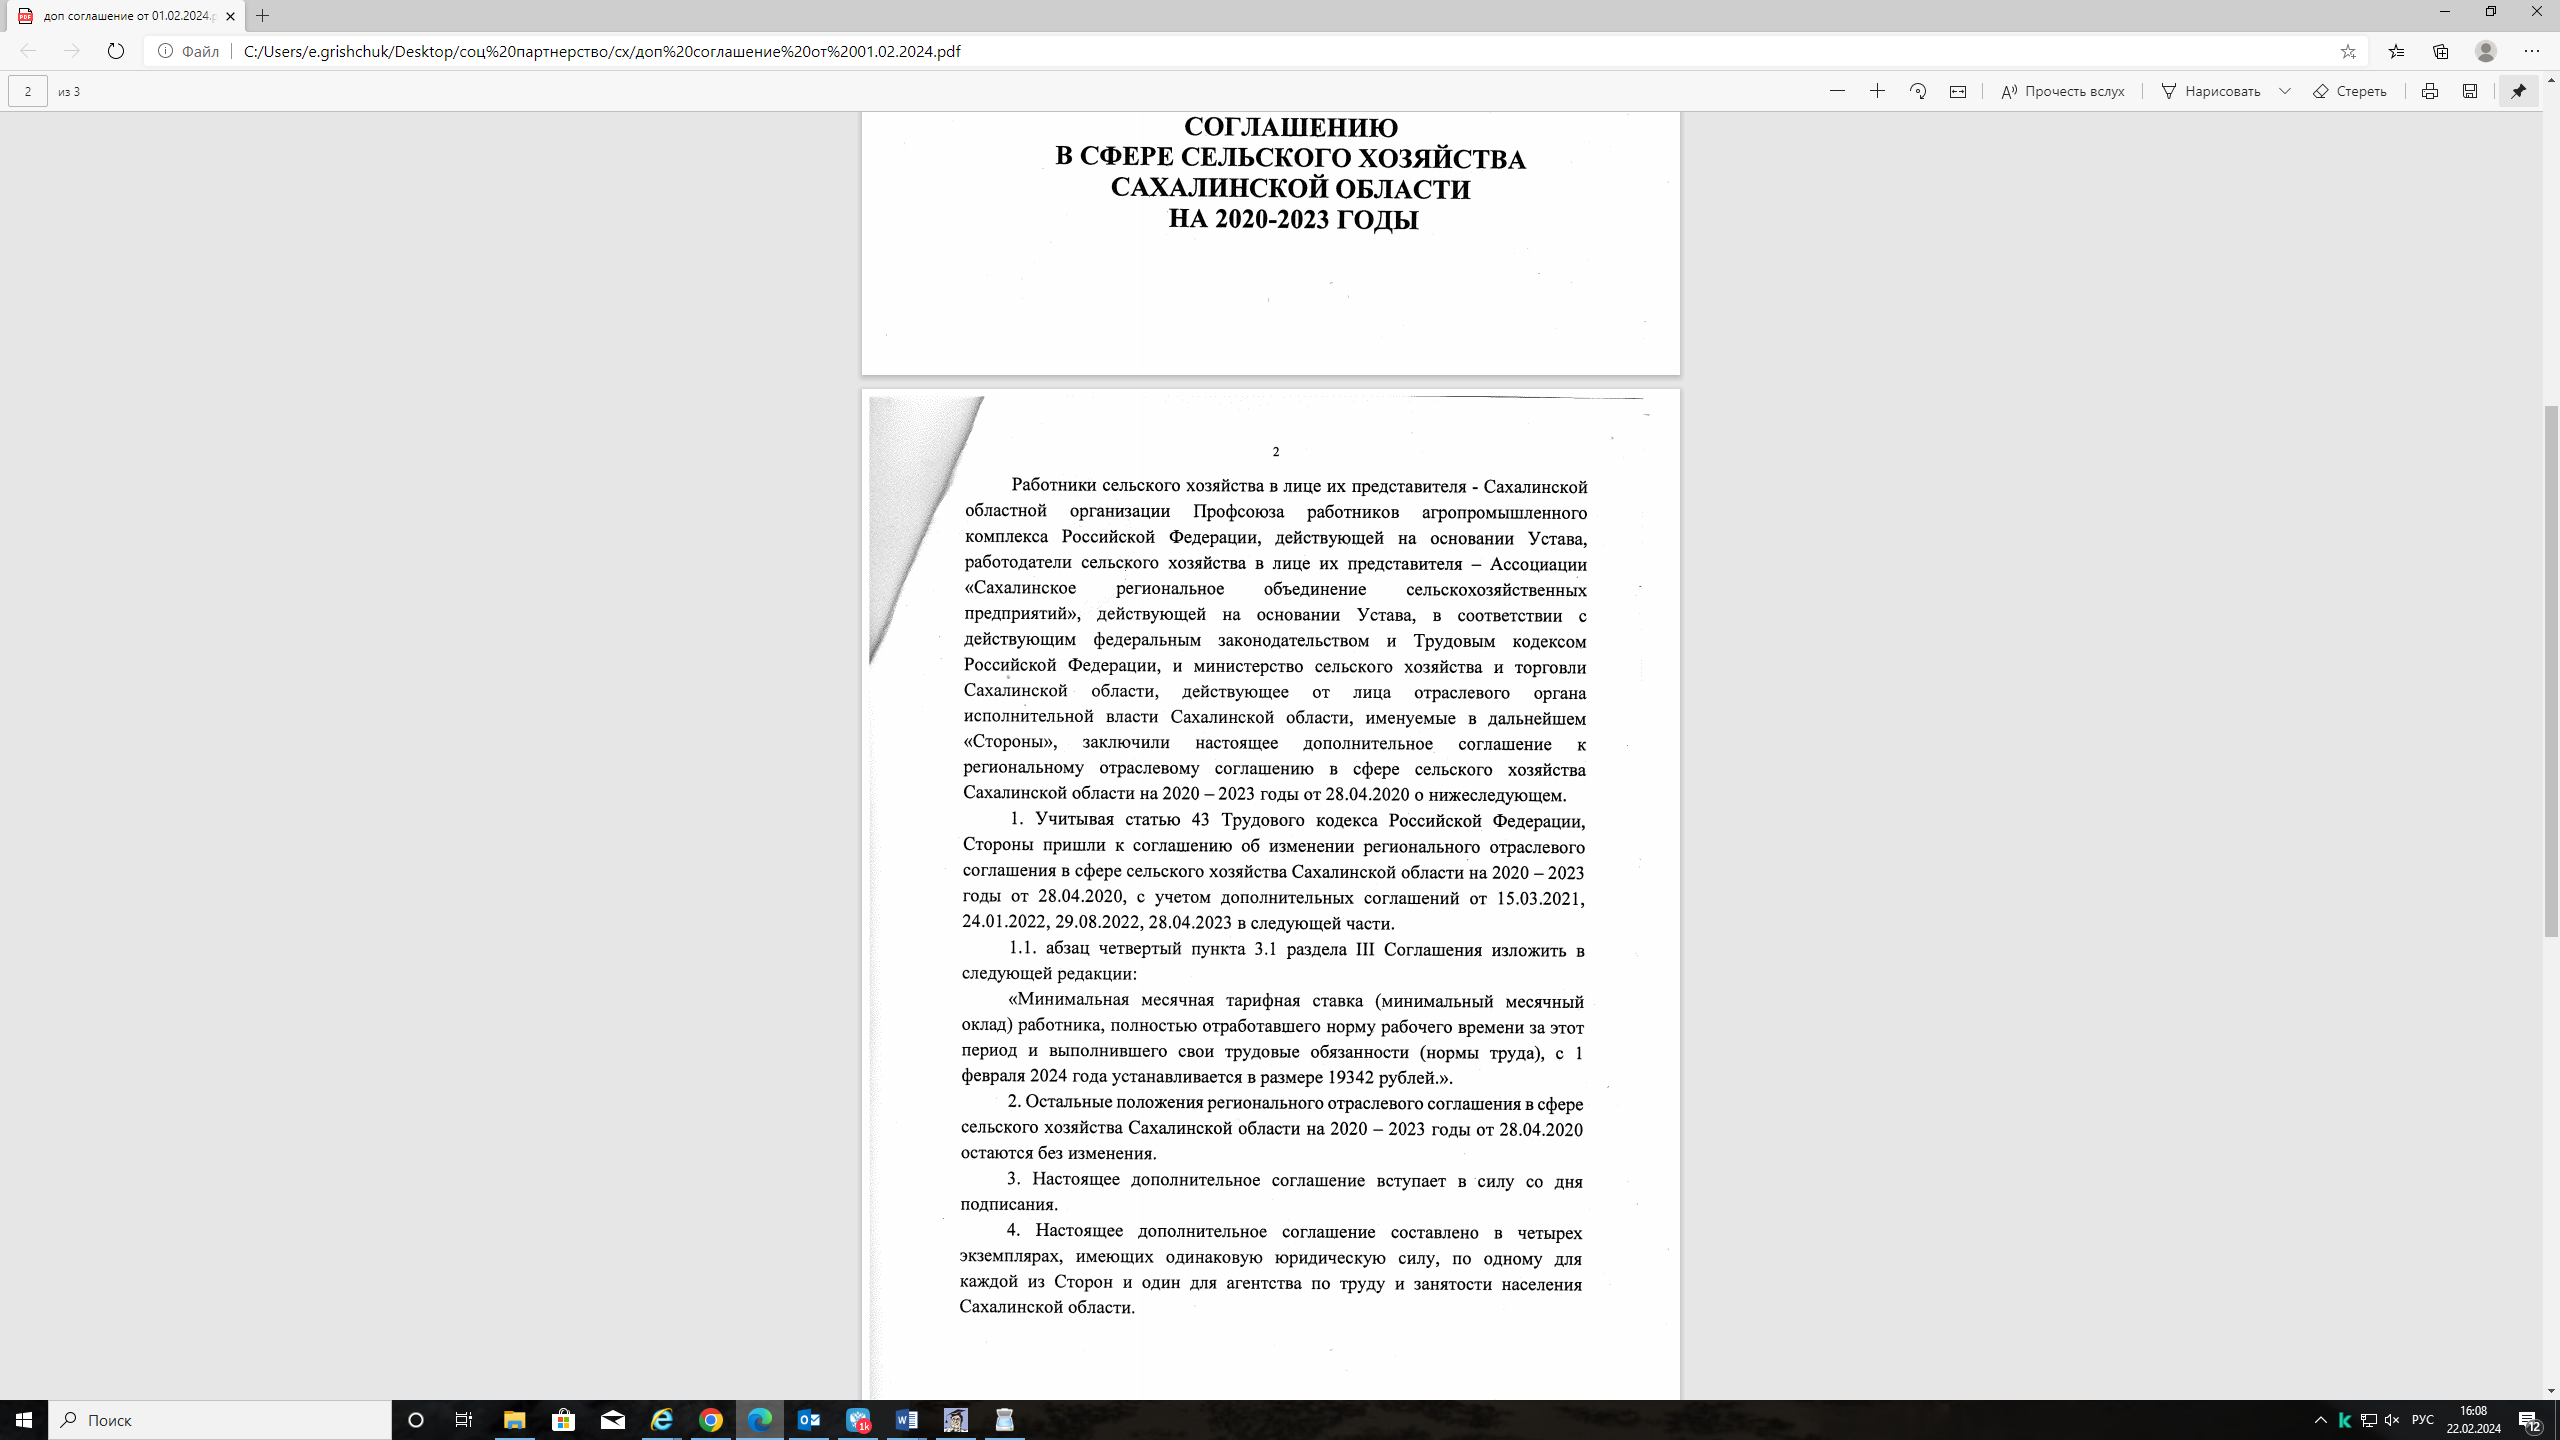 доп соглашение от 01.02.2024.p
Файл
C:/Users/e.grishchuk/Desktop/соц%20партнерство/сх/доп%20соглашение%20от%2001.02.2024.pdf
2 из 3
Прочесть вслух
Нарисовать
Стереть
СОГЛАШЕНИЮ
В СФЕРЕ СЕЛЬСКОГО ХОЗЯЙСТВА
САХАЛИНСКОЙ ОБЛАСТИ
НА 2020-2023 ГОДЫ
2
Работники сельского хозяйства в лице их представителя - Сахалинской
областной организации Профсоюза работников агропромышленного
комплекса Российской Федерации, действующей на основании Устава,
работодатели сельского хозяйства в лице их представителя – Ассоциации
«Сахалинское региональное объединение сельскохозяйственных
предприятий», действующей на основании Устава, в соответствии с
действующим федеральным законодательством и Трудовым кодексом
Российской Федерации, и министерство сельского хозяйства и торговли
Сахалинской области, действующее от лица отраслевого органа
исполнительной власти Сахалинской области, именуемые в дальнейшем
«Стороны», заключили настоящее дополнительное соглашение к
региональному отраслевому соглашению в сфере сельского хозяйства
Сахалинской области на 2020 – 2023 годы от 28.04.2020 о нижеследующем.
1. Учитывая статью 43 Трудового кодекса Российской Федерации,
Стороны пришли к соглашению об изменении регионального отраслевого
соглашения в сфере сельского хозяйства Сахалинской области на 2020 – 2023
годы от 28.04.2020, с учетом дополнительных соглашений от 15.03.2021,
24.01.2022, 29.08.2022, 28.04.2023 в следующей части.
1.1. абзац четвертый пункта 3.1 раздела III Соглашения изложить в
следующей редакции:
«Минимальная месячная тарифная ставка (минимальный месячный
оклад) работника, полностью отработавшего норму рабочего времени за этот
период и выполнившего свои трудовые обязанности (нормы труда), с 1
февраля 2024 года устанавливается в размере 19342 рублей.».
2. Остальные положения регионального отраслевого соглашения в сфере
сельского хозяйства Сахалинской области на 2020 – 2023 годы от 28.04.2020
остаются без изменения.
3. Настоящее дополнительное соглашение вступает в силу со дня
подписания.
4. Настоящее дополнительное соглашение составлено в четырех
экземплярах, имеющих одинаковую юридическую силу, по одному для
каждой из Сторон и один для агентства по труду и занятости населения
Сахалинской области.
Поиск
1k
РУС
16:08
22.02.2024
12